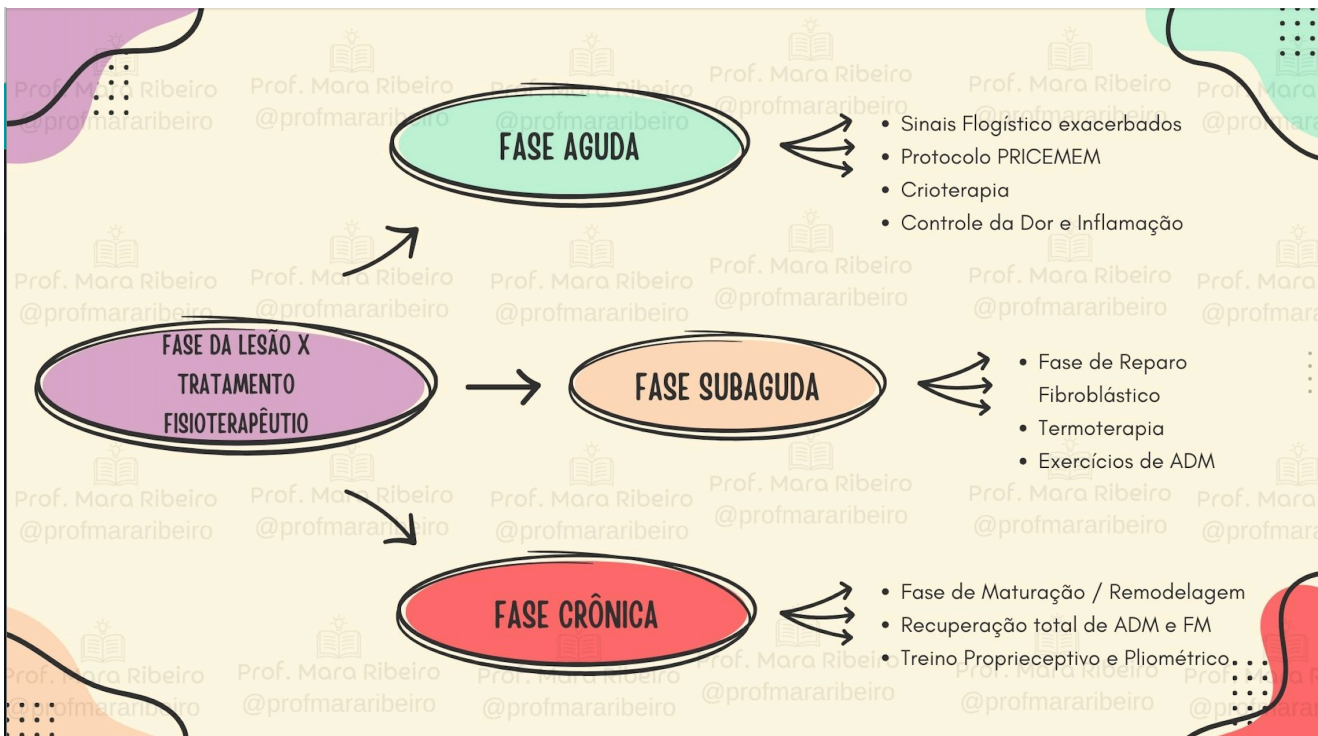 FASE AGUDA
• Sinais Flogístico exacerbados
• Protocolo PRICEMEM
• Crioterapia
• Controle da Dor e Inflamação
FASE DA LESÃO X
TRATAMENTO
FISIOTERAPÊUTIO
FASE SUBAGUDA
• Fase de Reparo
Fibroblástico
• Termoterapia
• Exercícios de ADM
FASE CRÔNICA
• Fase de Maturação / Remodelagem
• Recuperação total de ADM e FM
• Treino Proprieceptivo e Pliométrico
Prof. Mara Ribeiro
@profmararibeiro